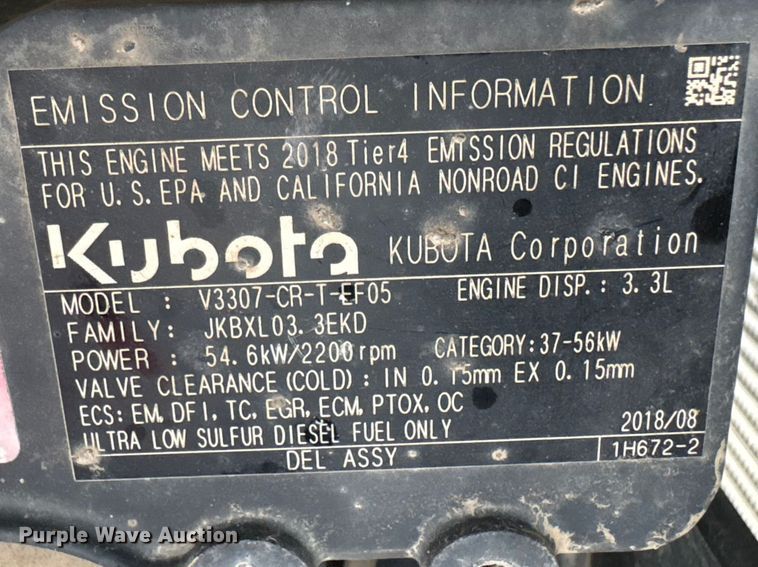 EMISSION CONTROL INFORMATION
THIS ENGINE MEETS 2018 Tier4 EMISSION REGULATIONS
FOR U.S.EPA AND CALIFORNIA NONROAD CI ENGINES.
Kubota KUBOTA Corporation
MODEL : V3307-CR-T-EF05 ENGINE DISP.: 3.3L
FAMILY: JKBXL03.3EKD
POWER : 54.6kW/2200rpm CATEGORY:37-56kW
VALVE CLEARANCE(COLD): IN 0.15mm EX 0.15mm
ECS: EM, DFI, TC, EGR, ECM, PTOX, OC
ULTRA LOW SULFUR DIESEL FUEL ONLY 2018/08
DEL ASSY 1H672-2
Purple Wave Auction